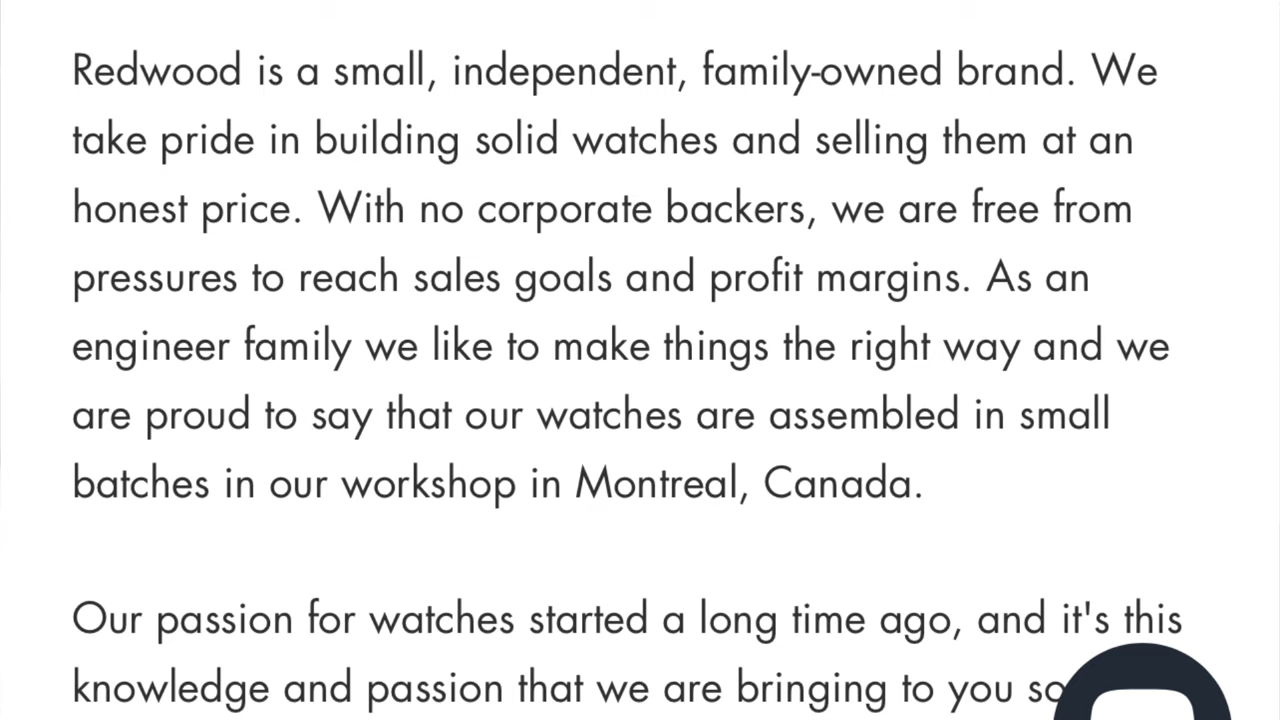 Redwood is a small, independent, family-owned brand. We
take pride in building solid watches and selling them at an
honest price. With no corporate backers, we are free from
pressures to reach sales goals and profit margins. As an
engineer family we like to make things the right way and we
are proud to say that our watches are assembled in small
batches in our workshop in Montreal, Canada.
Our passion for watches started a long time ago, and it's this
knowledge and passion that we are bringing to you